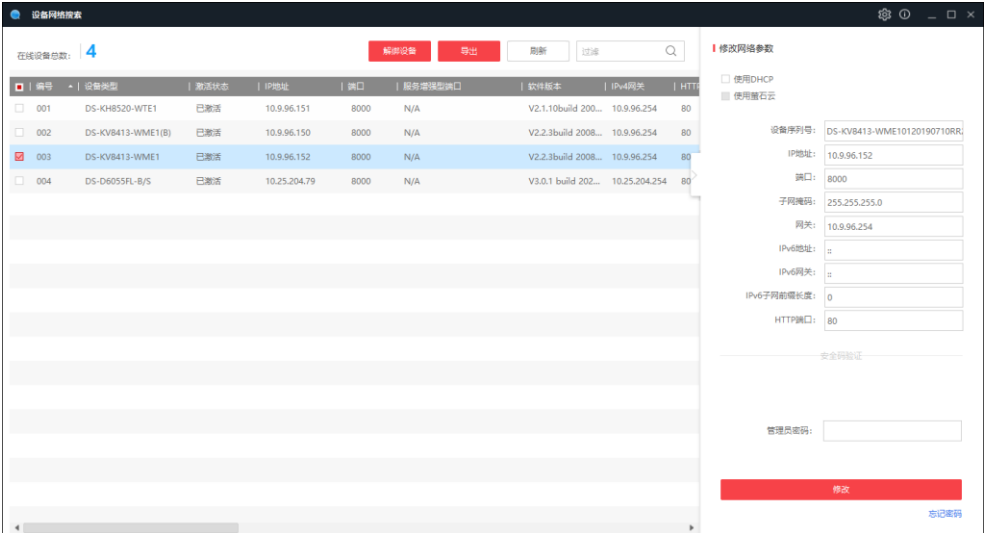 设备网络搜索
在线设备总数： 4 解绑设备 导出 刷新 过滤
编号 设备类型 激活状态 IP地址 端口 服务增强型端口 软件版本 IPv4网关 HTTP
001 DS-KH8520-WTE1 已激活 10.9.96.151 8000 N/A V2.1.10build 200... 10.9.96.254 80
002 DS-KV8413-WME1(B) 已激活 10.9.96.150 8000 N/A V2.2.3build 2008... 10.9.96.254 80
003 DS-KV8413-WME1 已激活 10.9.96.152 8000 N/A V2.2.3build 2008... 10.9.96.254 80
004 DS-D6055FL-B/S 已激活 10.25.204.79 8000 N/A V3.0.1 build 202... 10.25.204.254 80
修改网络参数
使用DHCP
使用萤石云
设备序列号： DS-KV8413-WME10120190710RR
IP地址： 10.9.96.152
端口： 8000
子网掩码： 255.255.255.0
网关： 10.9.96.254
IPv6地址： ::
IPv6网关： ::
IPv6子网前缀长度： 0
HTTP端口： 80
安全码验证
管理员密码：
修改
忘记密码